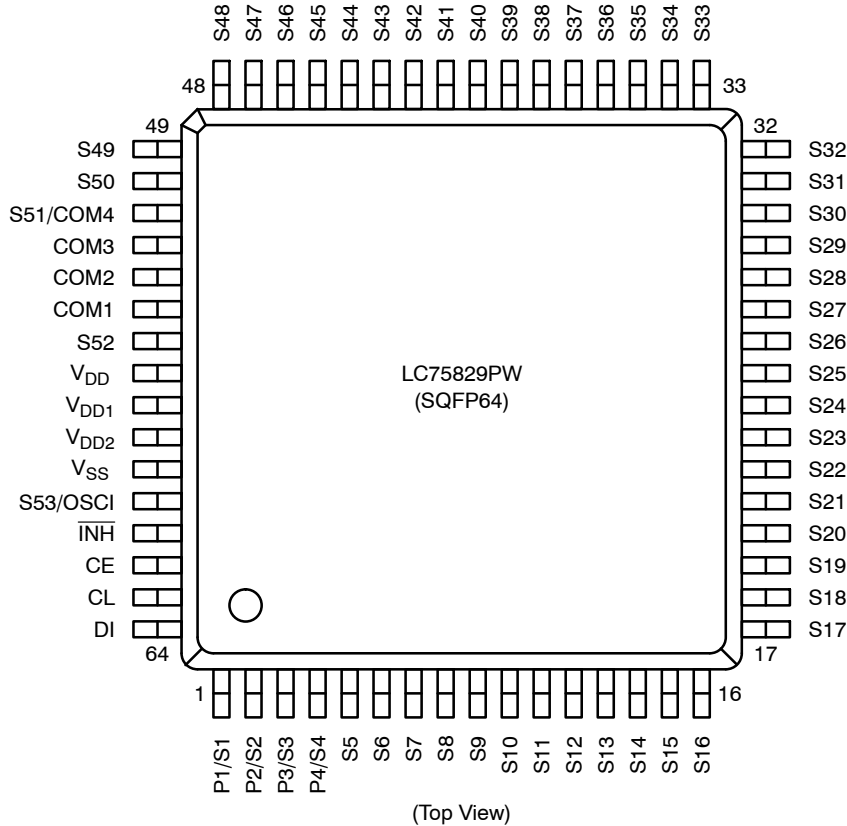 S48 S47 S46 S45 S44 S43 S42 S41 S40 S39 S38 S37 S36 S35 S34 S33
48 33
49 32
S49 S32
S50 S31
S51/COM4 S30
COM3 S29
COM2 S28
COM1 S27
S52 S26
VDD S25
VDD1 S24
VDD2 S23
VSS S22
S53/OSCI S21
INH S20
CE S19
CL S18
DI S17
LC75829PW
(SQFP64)
64 17
1 16
P1/S1 P2/S2 P3/S3 P4/S4 S5 S6 S7 S8 S9 S10 S11 S12 S13 S14 S15 S16
(Top View)